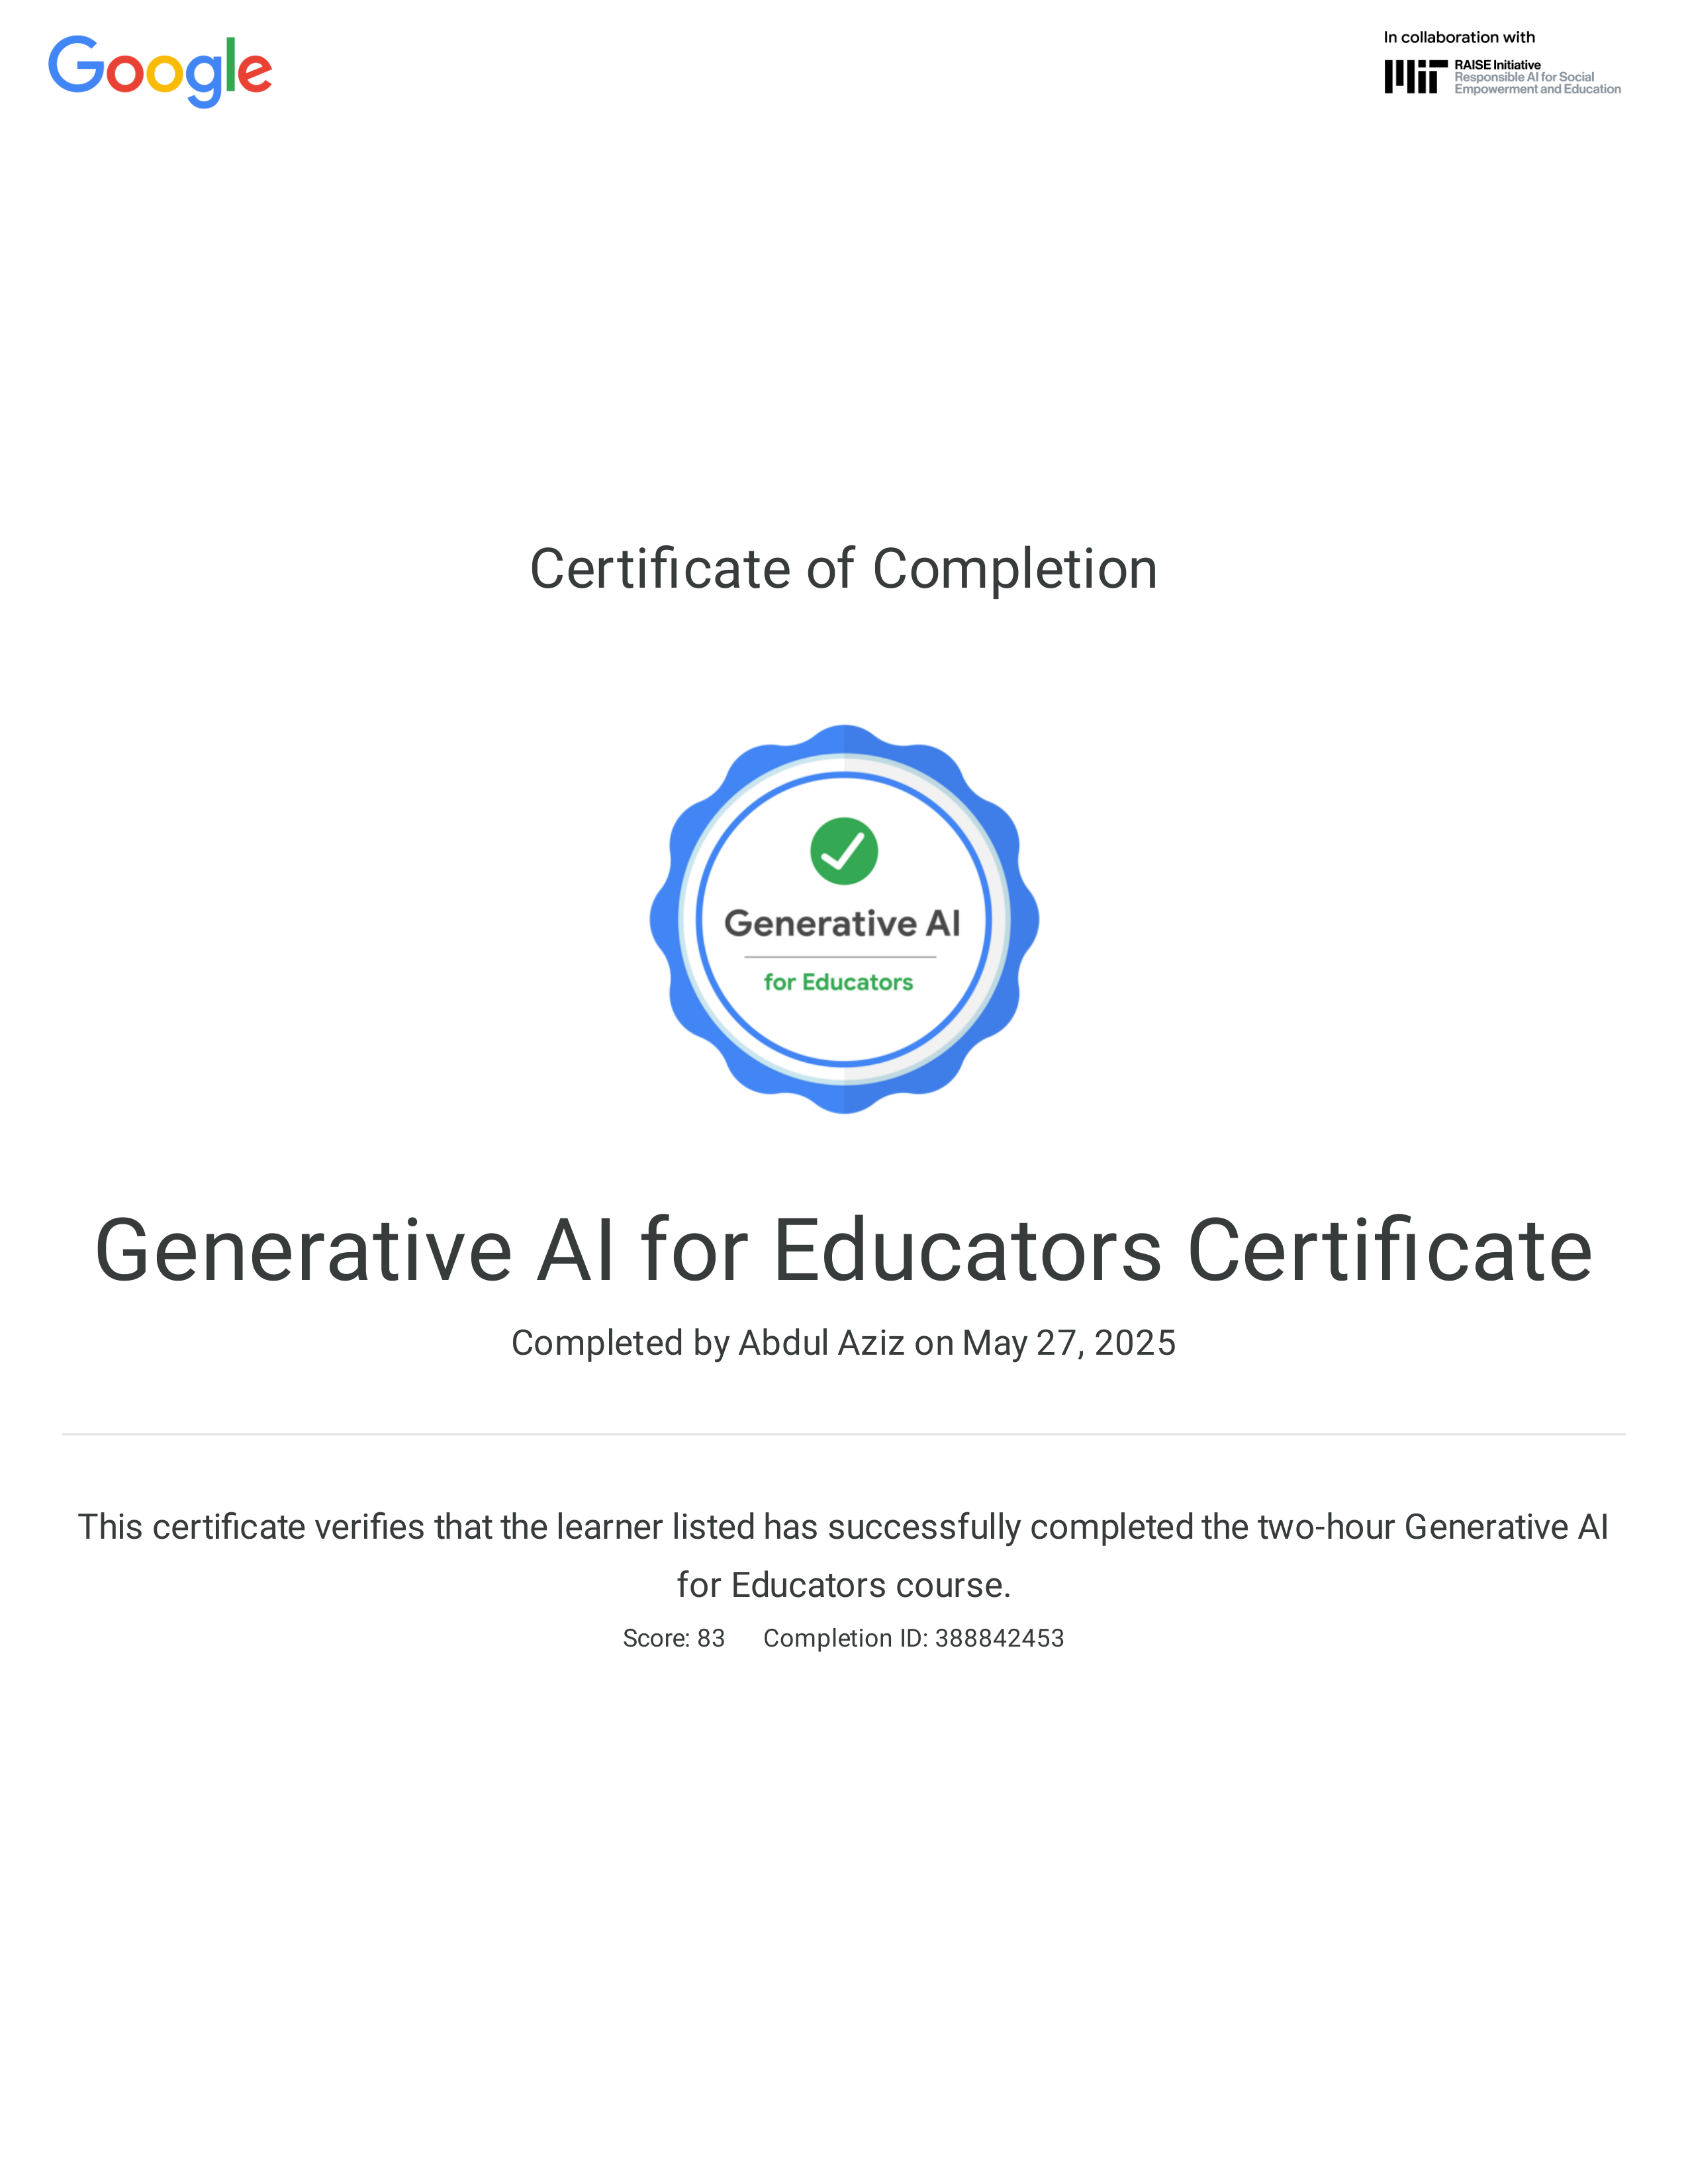 Google
In collaboration with
MIT
RAISE Initiative
Responsible AI for Social
Empowerment and Education
Certificate of Completion
Generative AI
for Educators
Generative AI for Educators Certificate
Completed by Abdul Aziz on May 27, 2025
This certificate verifies that the learner listed has successfully completed the two-hour Generative AI
for Educators course.
Score: 83 Completion ID: 388842453